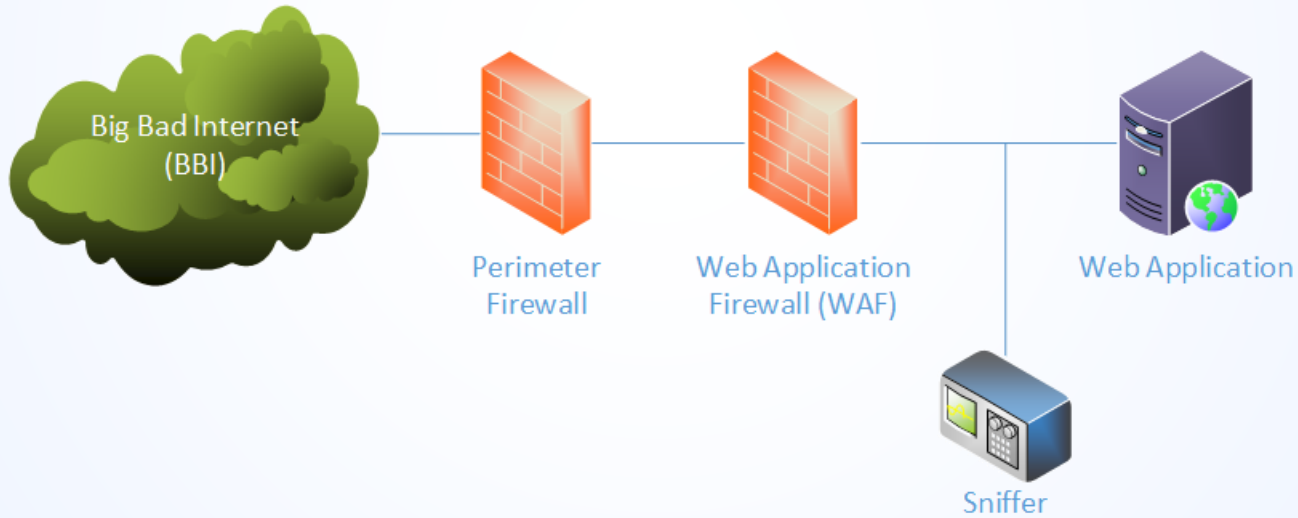 Big Bad Internet
(BBI)
Perimeter
Firewall
Web Application
Firewall (WAF)
Web Application
Sniffer